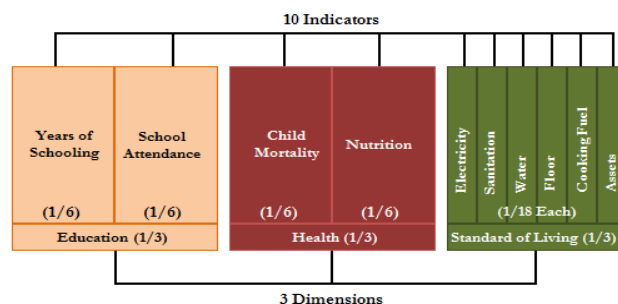 10 Indicators
Years of
Schooling
(1/6)
School
Attendance
(1/6)
Education (1/3)
Child
Mortality
(1/6)
Nutrition
(1/6)
Health (1/3)
Electricity
Sanitation
Water
Floor
Cooking Fuel
Assets
(1/18 Each)
Standard of Living (1/3)
3 Dimensions